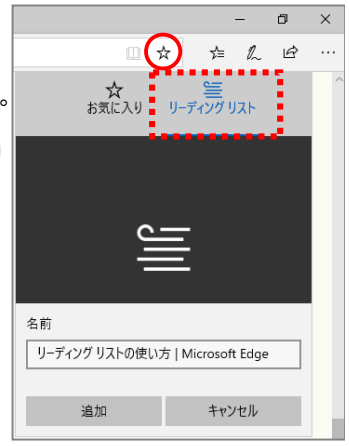 。
お気に入り
リーディング リスト
名前
リーディング リストの使い方 | Microsoft Edge
追加
キャンセル